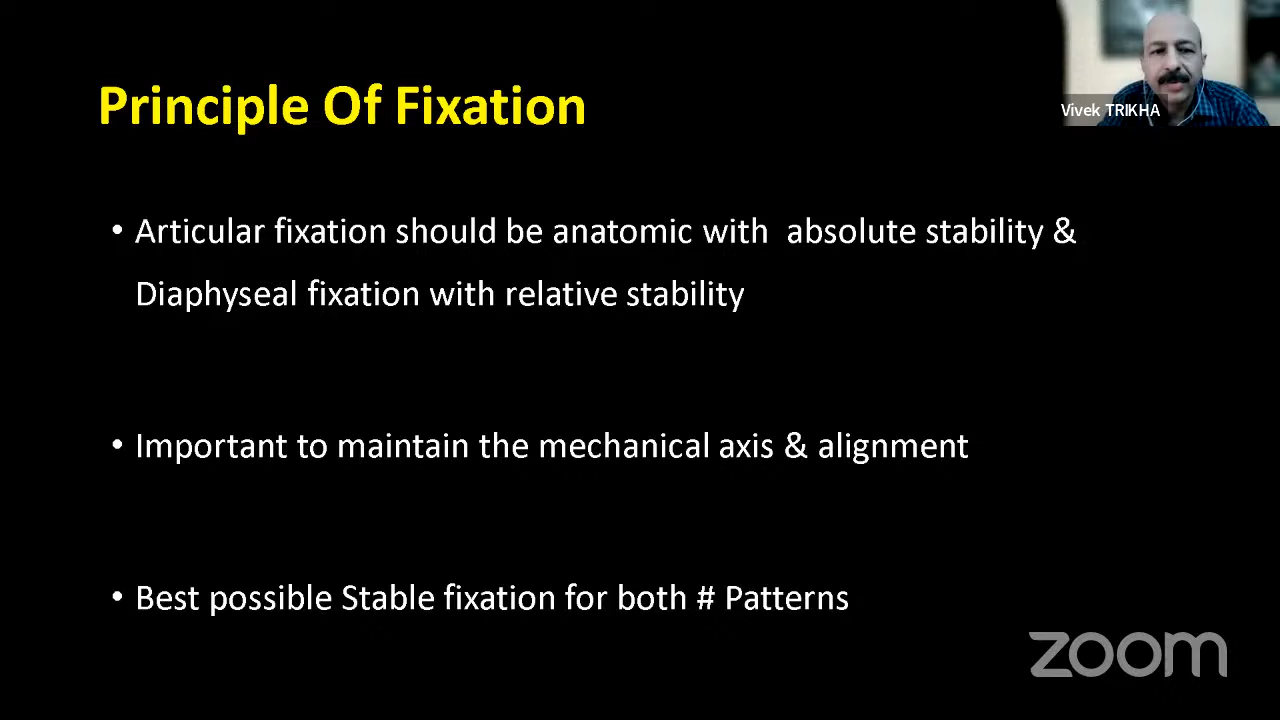 Principle Of Fixation
Vivek TRIKHA
• Articular fixation should be anatomic with absolute stability &
Diaphyseal fixation with relative stability
• Important to maintain the mechanical axis & alignment
• Best possible Stable fixation for both # Patterns
zoom